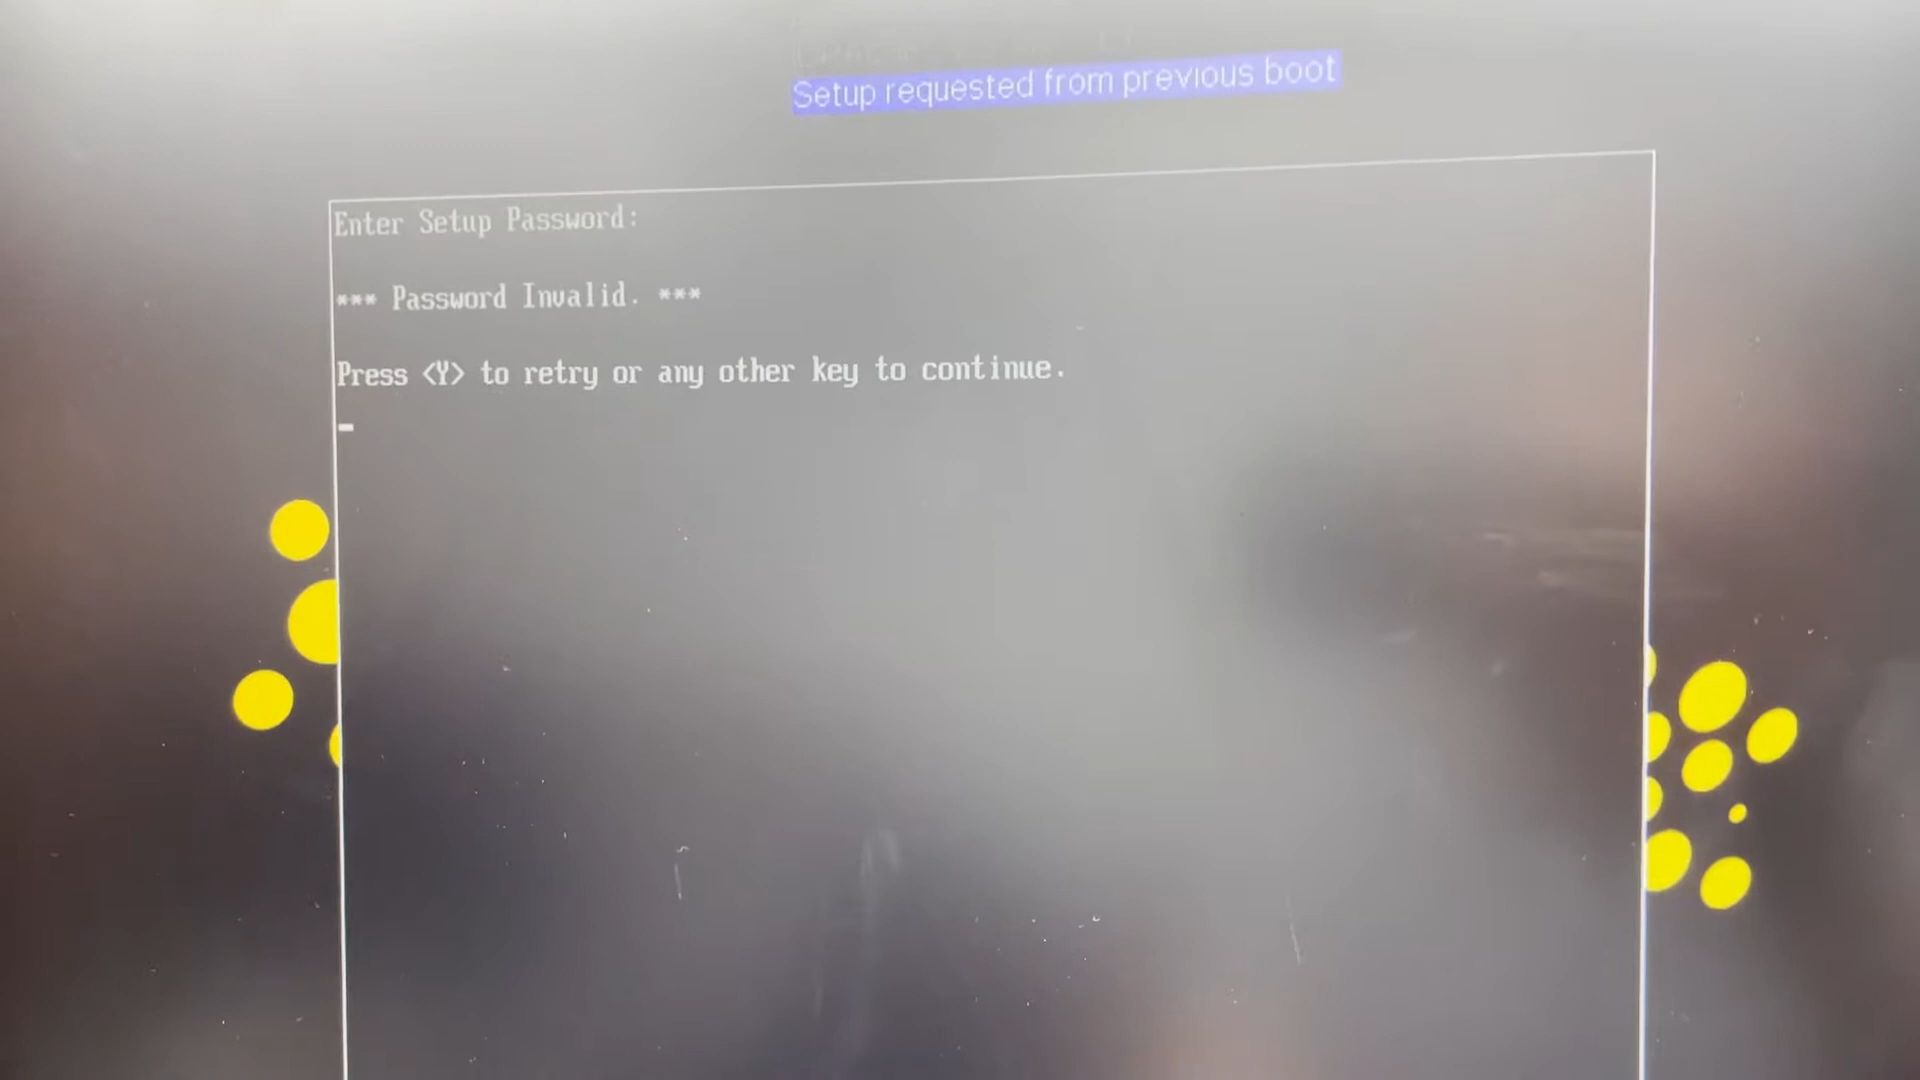 Setup requested from previous boot
Enter Setup Password:
*** Password Invalid. ***
Press <Y> to retry or any other key to continue.